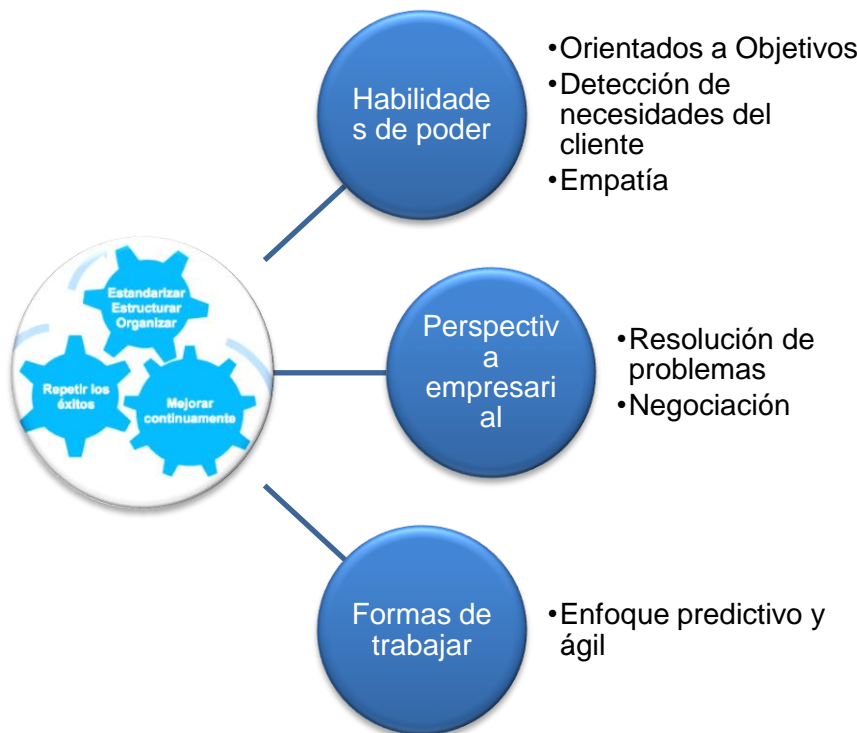 Habilidade
s de poder
•Orientados a Objetivos
•Detección de
necesidades del
cliente
•Empatía
Estandarizar
Estructurar
Organizar
Repetir los
éxitos
Mejorar
continuamente
Perspectiv
a
empresari
al
•Resolución de
problemas
•Negociación
Formas de
trabajar
•Enfoque predictivo y
ágil